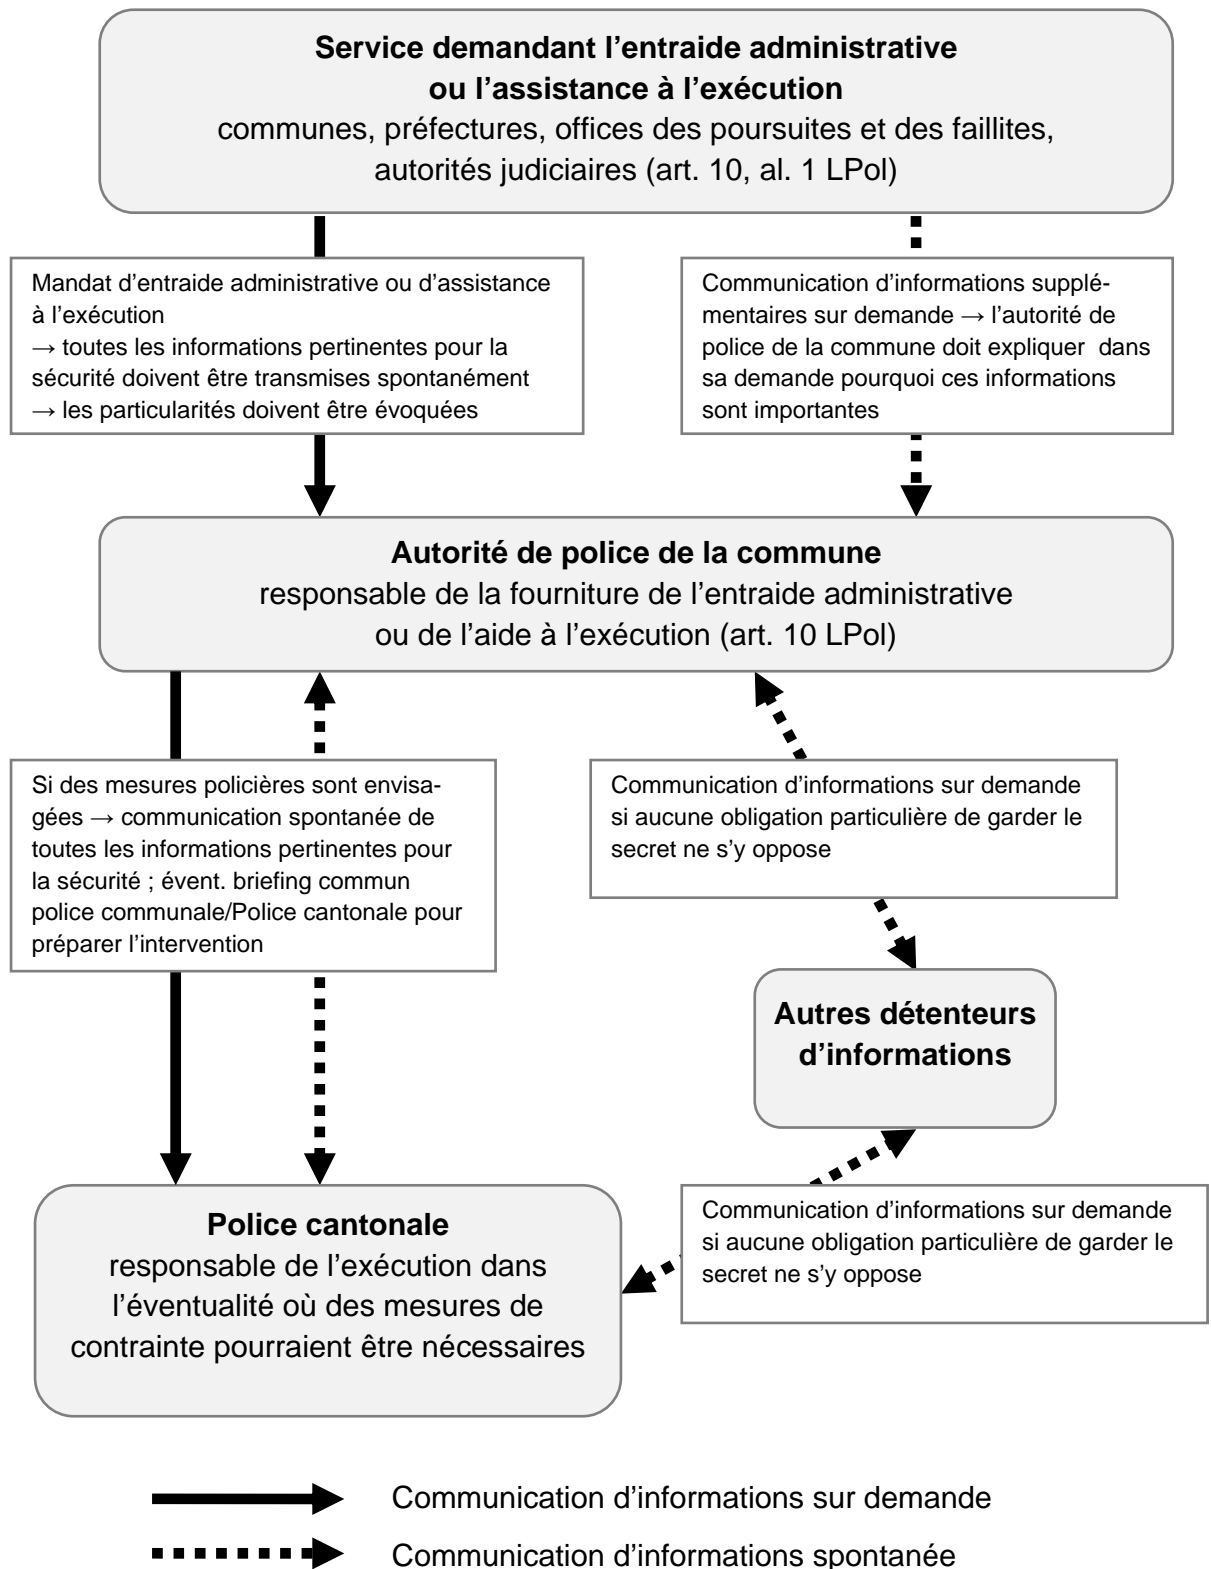 Service demandant l’entraide administrative
ou l’assistance à l’exécution
communes, préfectures, offices des poursuites et des faillites,
autorités judiciaires (art. 10, al. 1 LPol)
Mandat d’entraide administrative ou d’assistance
à l’exécution
→ toutes les informations pertinentes pour la
sécurité doivent être transmises spontanément
→ les particularités doivent être évoquées
Communication d’informations supplé-
mentaires sur demande → l’autorité de
police de la commune doit expliquer dans
sa demande pourquoi ces informations
sont importantes
Autorité de police de la commune
responsable de la fourniture de l’entraide administrative
ou de l’aide à l’exécution (art. 10 LPol)
Si des mesures policières sont envisa-
gées → communication spontanée de
toutes les informations pertinentes pour
la sécurité ; évent. briefing commun
police communale/Police cantonale pour
préparer l’intervention
Communication d’informations sur demande
si aucune obligation particulière de garder le
secret ne s’y oppose
Autres détenteurs
d’informations
Police cantonale
responsable de l’exécution dans
l’éventualité où des mesures de
contrainte pourraient être nécessaires
Communication d’informations sur demande
si aucune obligation particulière de garder le
secret ne s’y oppose
Communication d’informations sur demande
Communication d’informations spontanée